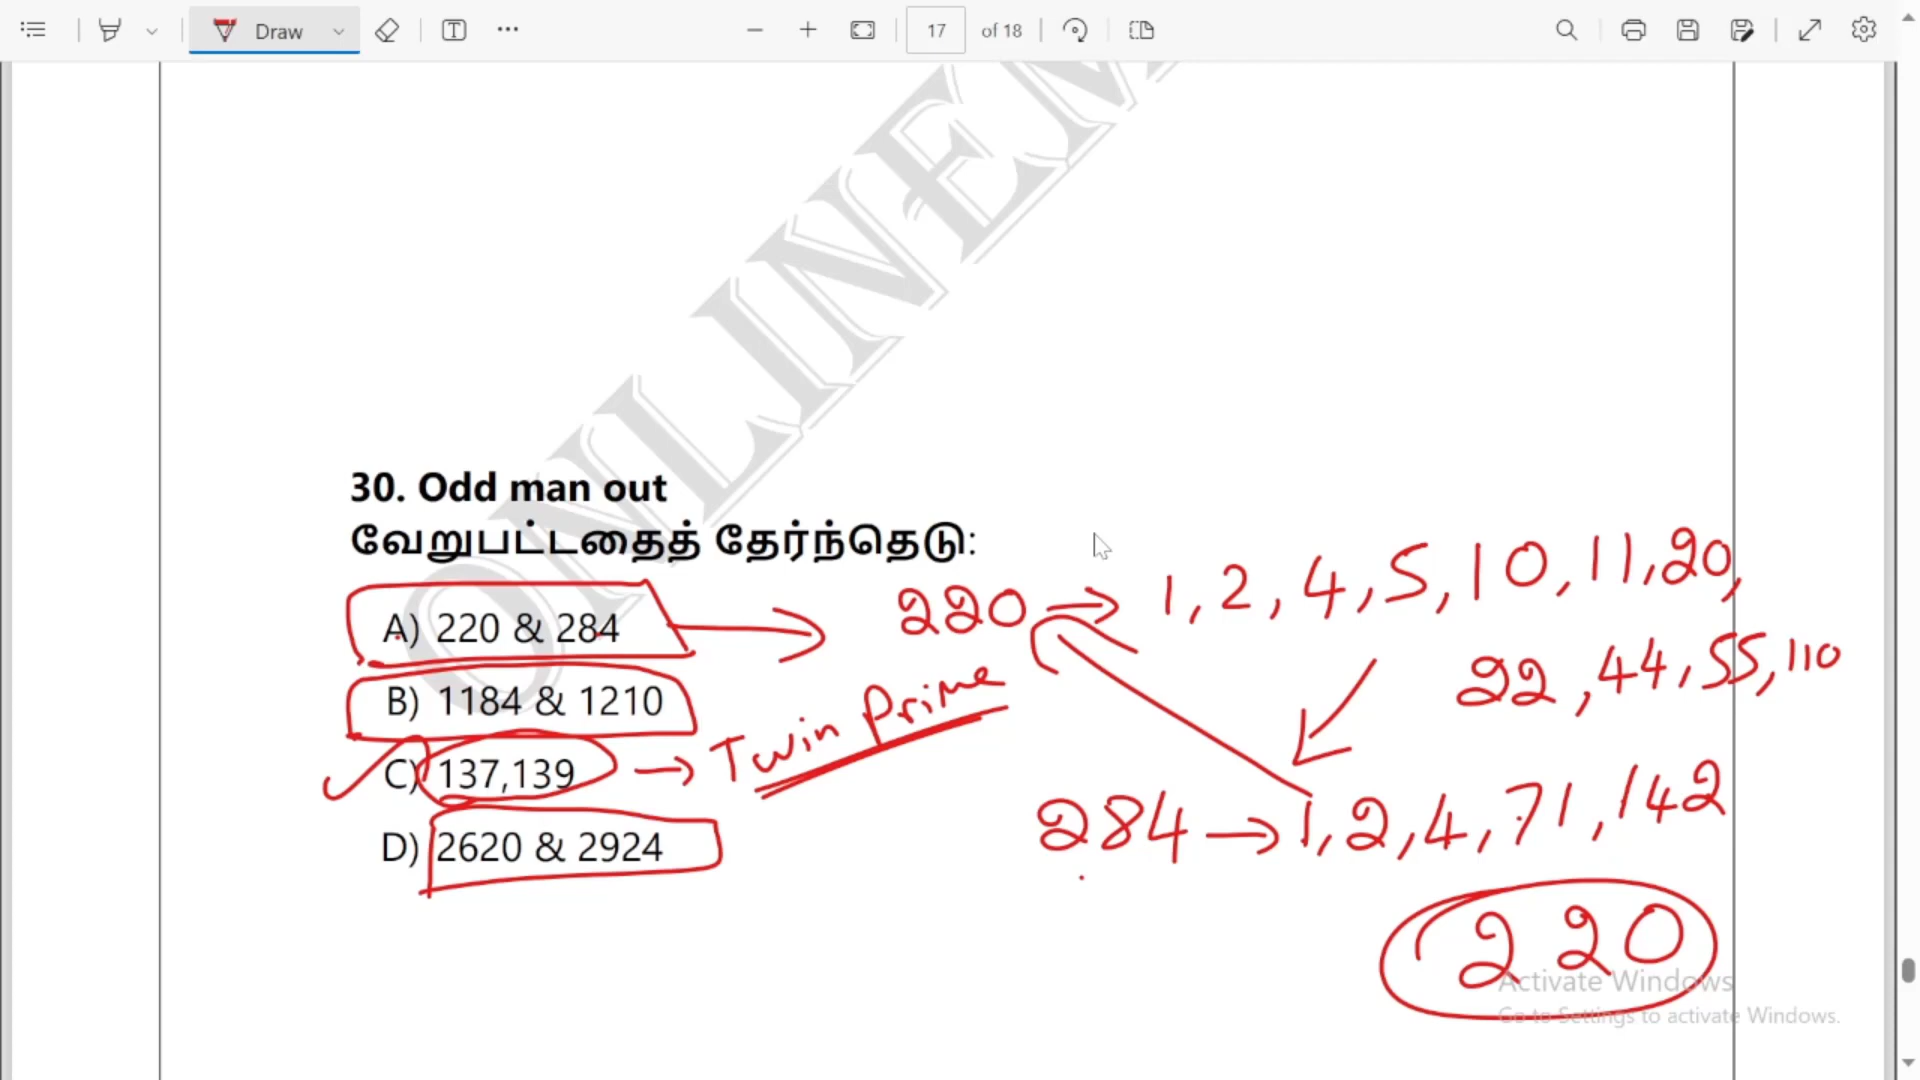 Draw
17 of 18
ONLINEM
30. Odd man out
வேறுபட்டதைத் தேர்ந்தெடு:
A) 220 & 284
B) 1184 & 1210
C) 137,139
D) 2620 & 2924
220 → 1, 2, 4, 5, 10, 11, 20,
22, 44, 55, 110
→ Twin Prime
284 → 1, 2, 4, 71, 142
220
Activate Windows
Go to Settings to activate Windows.